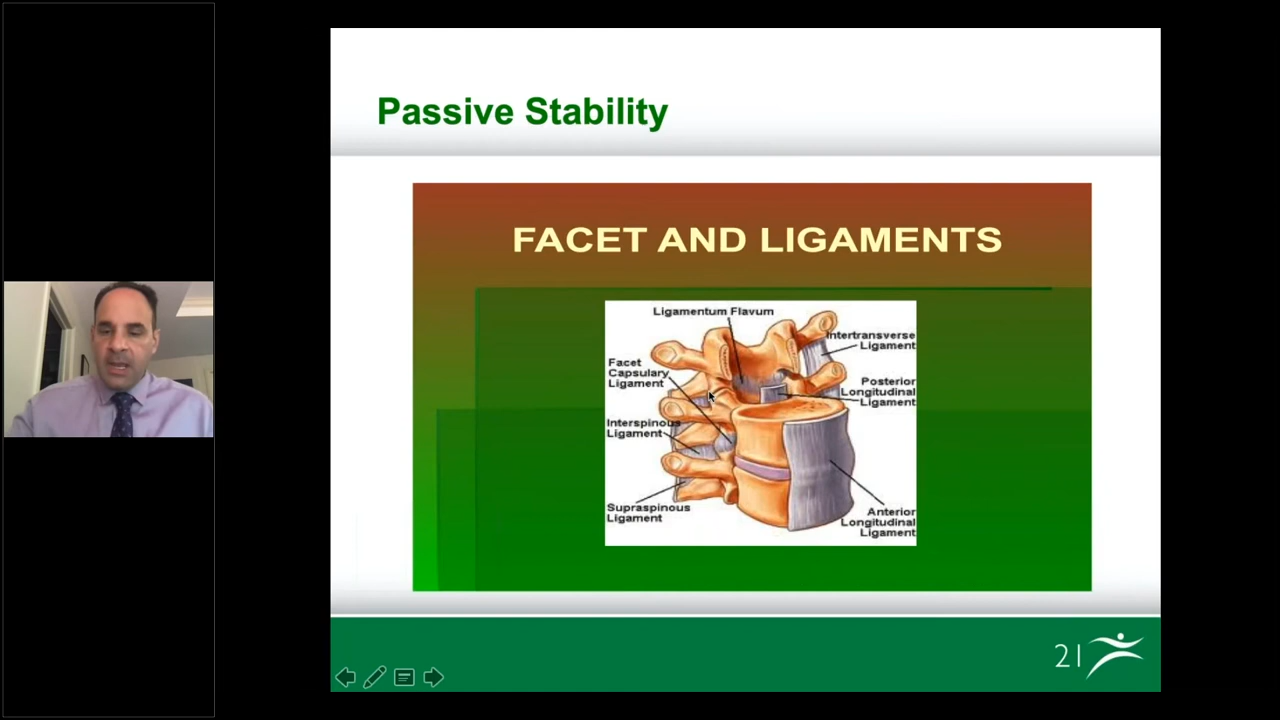 Passive Stability
FACET AND LIGAMENTS
Ligamentum Flavum
Intertransverse
Ligament
Facet
Capsulary
Ligament
Posterior
Longitudinal
Ligament
Interspinous
Ligament
Supraspinous
Ligament
Anterior
Longitudinal
Ligament
21